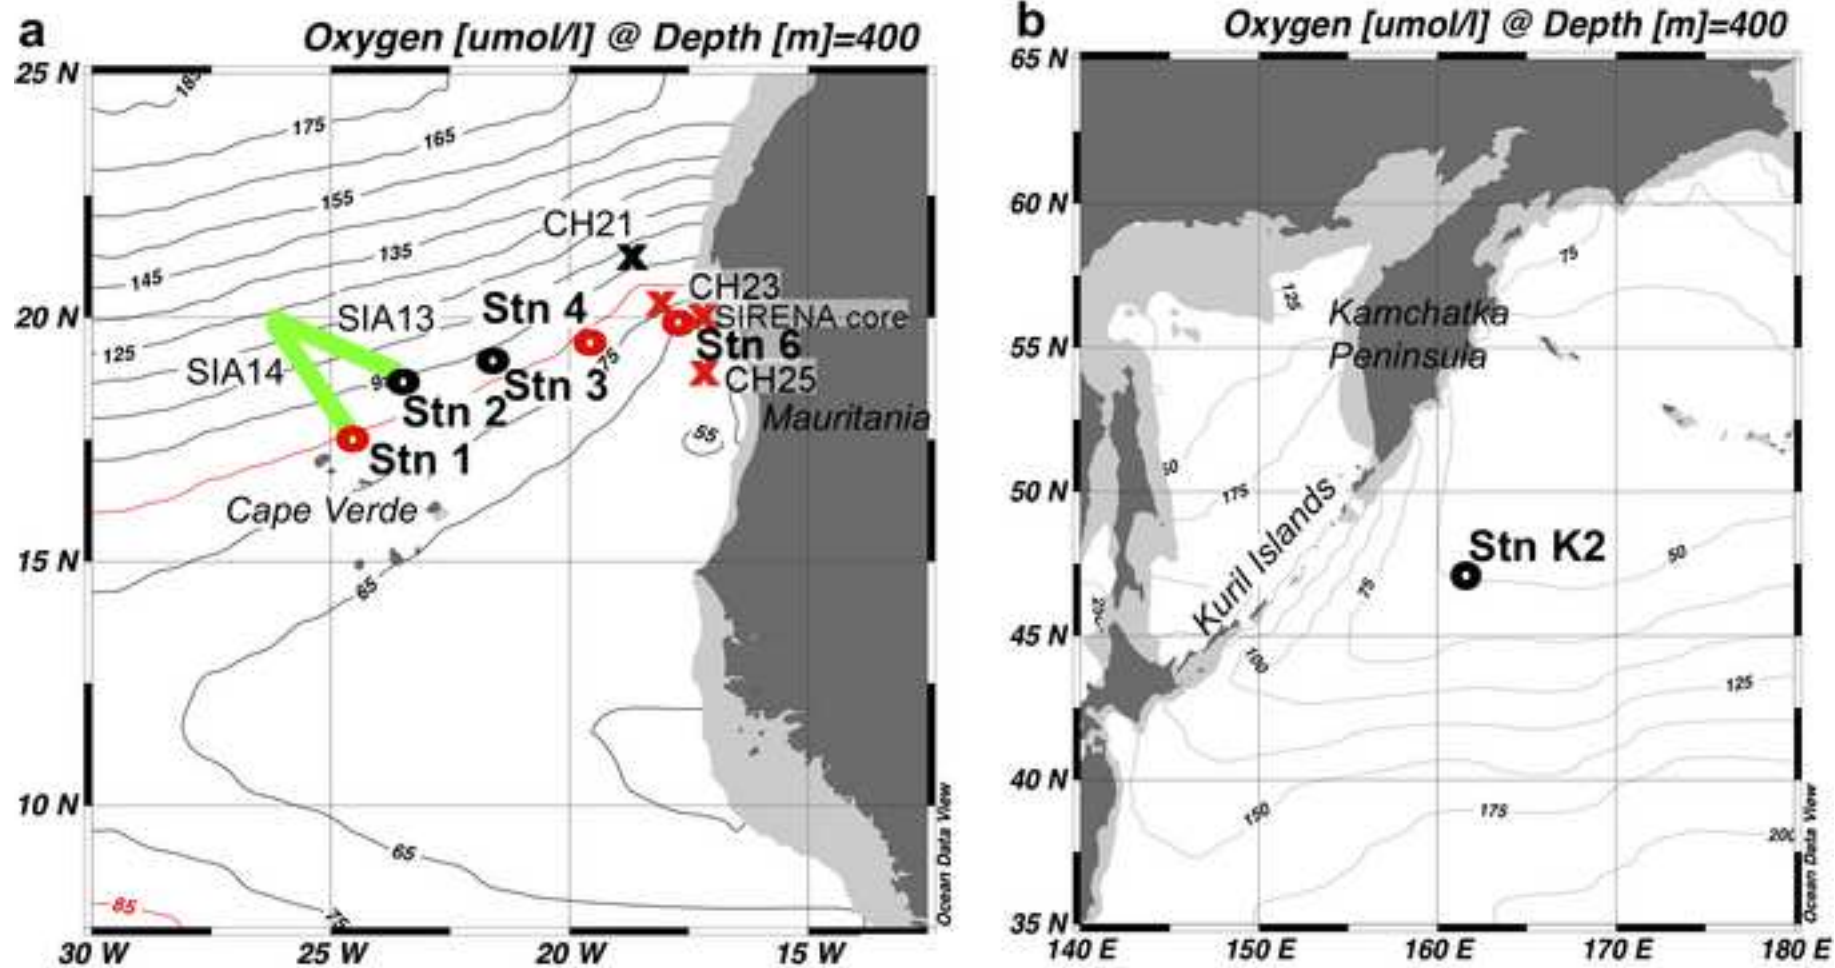 a
Oxygen [umol/l] @ Depth [m]=400
25 N
20 N
15 N
10 N
30 W
25 W
20 W
15 W
185
175
165
155
145
135
125
CH21
CH23
SIRENA core
SIA13
Stn 4
Stn 6
SIA14
75
CH25
Stn 3
Stn 2
Mauritania
55
Stn 1
Cape Verde
65
65
85
75
Ocean Data View
b
Oxygen [umol/l] @ Depth [m]=400
65 N
60 N
55 N
50 N
45 N
40 N
35 N
140 E
150 E
160 E
170 E
180 E
75
125
Kamchatka
Peninsula
50
175
Kuril Islands
Stn K2
50
75
100
125
150
175
200
Ocean Data View